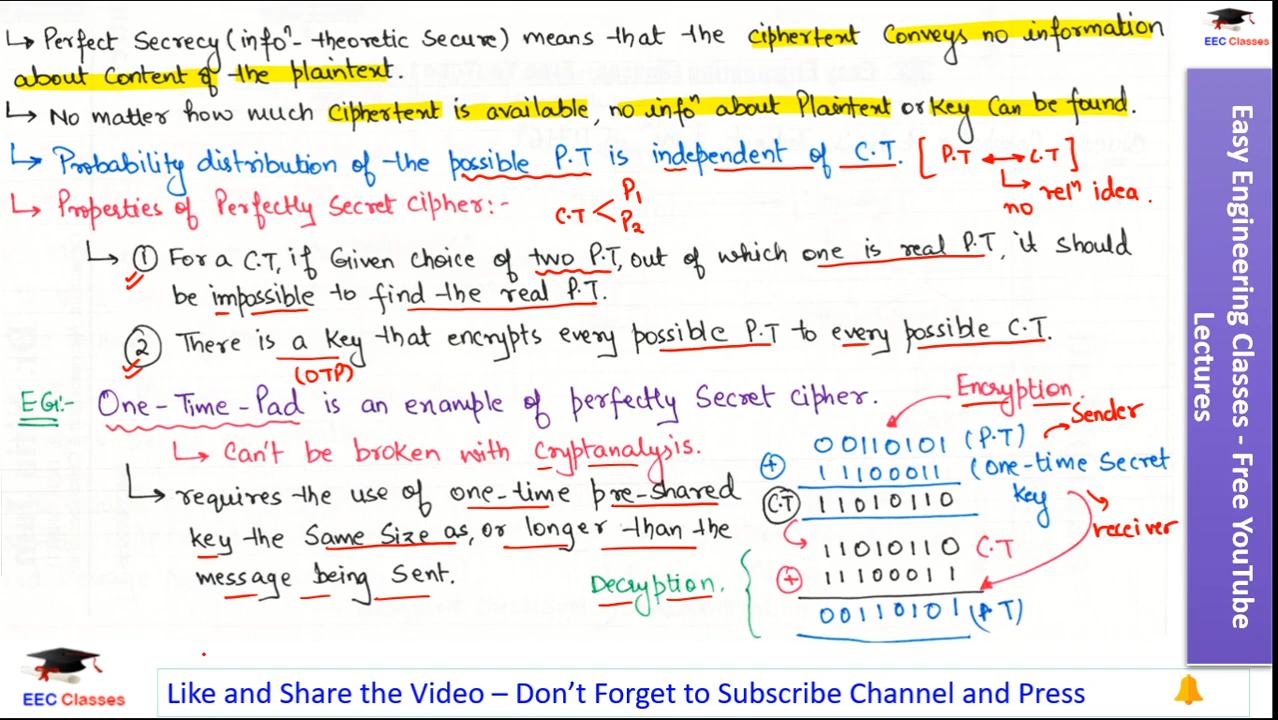 ↳ Perfect Secrecy (infoⁿ-theoretic Secure) means that the ciphertext Conveys no information
about Content of the plaintext.
↳ No matter how much Ciphertext is available, no infoⁿ about Plaintext or key Can be found.
↳ Probability distribution of the possible P.T is independent of C.T. [P.T ↔ C.T]
↳ no relⁿ idea.
↳ Properties of Perfectly Secret Cipher:-
C.T < P1
P2
↳ ① For a C.T, if Given choice of two P.T, out of which one is real P.T, it should
be impossible to find the real P.T.
② There is a key that encrypts every possible P.T to every possible C.T.
(OTP)
EG:- One-Time-Pad is an example of perfectly Secret cipher.
↳ Can't be broken with Cryptanalysis.
↳ requires the use of one-time pre-shared
key the Same Size as, or longer than the
message being Sent.
Encryption
Sender
00110101 (P.T)
⊕ 11100011 (One-time Secret
key
(C.T) 11010110
receiver
11010110 C.T
⊕ 11100011
Decryption.
00110101 (P.T)
EEC Classes
Easy Engineering Classes - Free YouTube
Lectures
EEC Classes
Like and Share the Video – Don't Forget to Subscribe Channel and Press